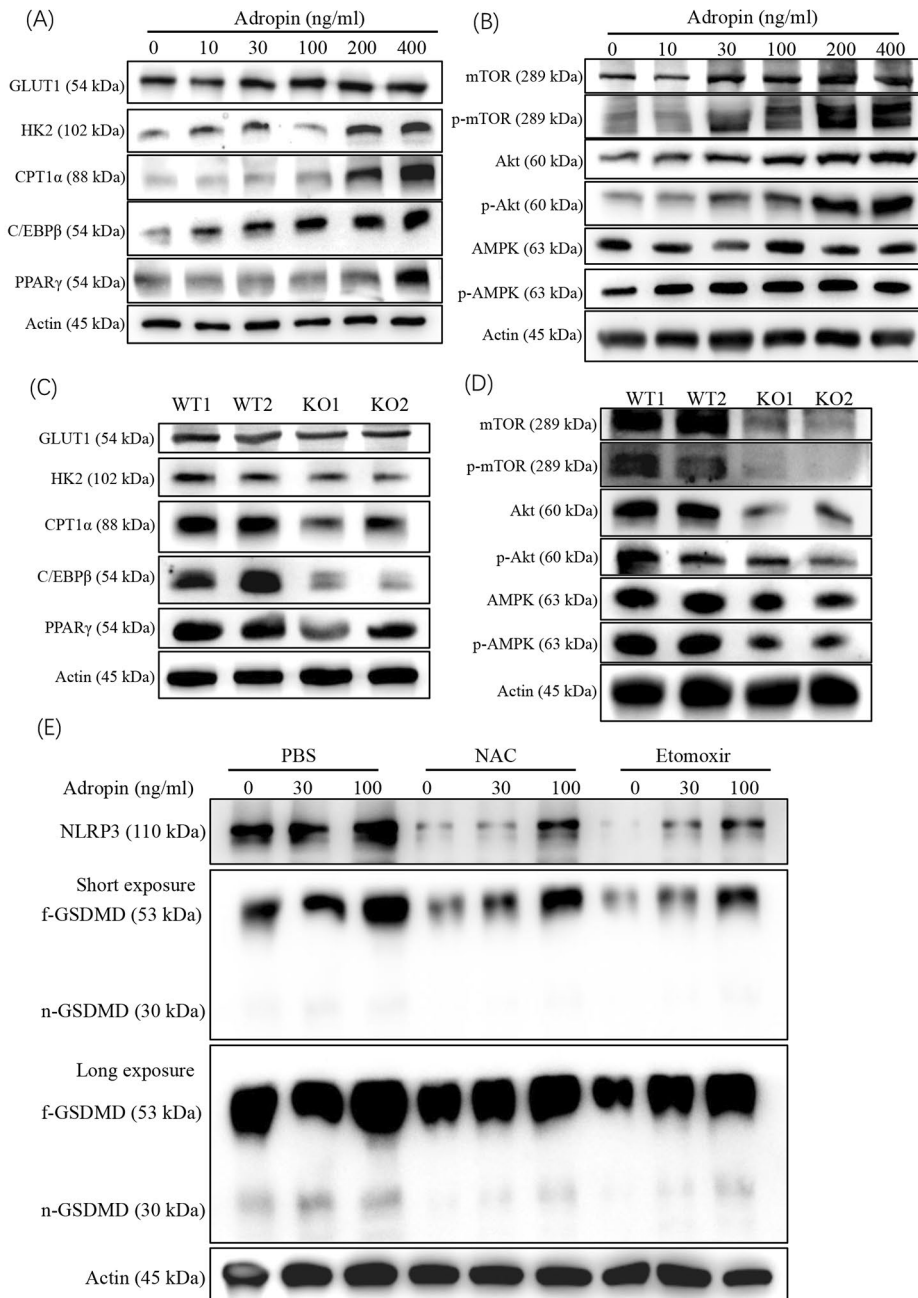 (A)
Adropin (ng/ml)
0 10 30 100 200 400
GLUT1 (54 kDa)
HK2 (102 kDa)
CPT1α (88 kDa)
C/EBPβ (54 kDa)
PPARγ (54 kDa)
Actin (45 kDa)
(B)
Adropin (ng/ml)
0 10 30 100 200 400
mTOR (289 kDa)
p-mTOR (289 kDa)
Akt (60 kDa)
p-Akt (60 kDa)
AMPK (63 kDa)
p-AMPK (63 kDa)
Actin (45 kDa)
(C)
WT1 WT2 KO1 KO2
GLUT1 (54 kDa)
HK2 (102 kDa)
CPT1α (88 kDa)
C/EBPβ (54 kDa)
PPARγ (54 kDa)
Actin (45 kDa)
(D)
WT1 WT2 KO1 KO2
mTOR (289 kDa)
p-mTOR (289 kDa)
Akt (60 kDa)
p-Akt (60 kDa)
AMPK (63 kDa)
p-AMPK (63 kDa)
Actin (45 kDa)
(E)
PBS NAC Etomoxir
Adropin (ng/ml) 0 30 100 0 30 100 0 30 100
NLRP3 (110 kDa)
Short exposure
f-GSDMD (53 kDa)
n-GSDMD (30 kDa)
Long exposure
f-GSDMD (53 kDa)
n-GSDMD (30 kDa)
Actin (45 kDa)